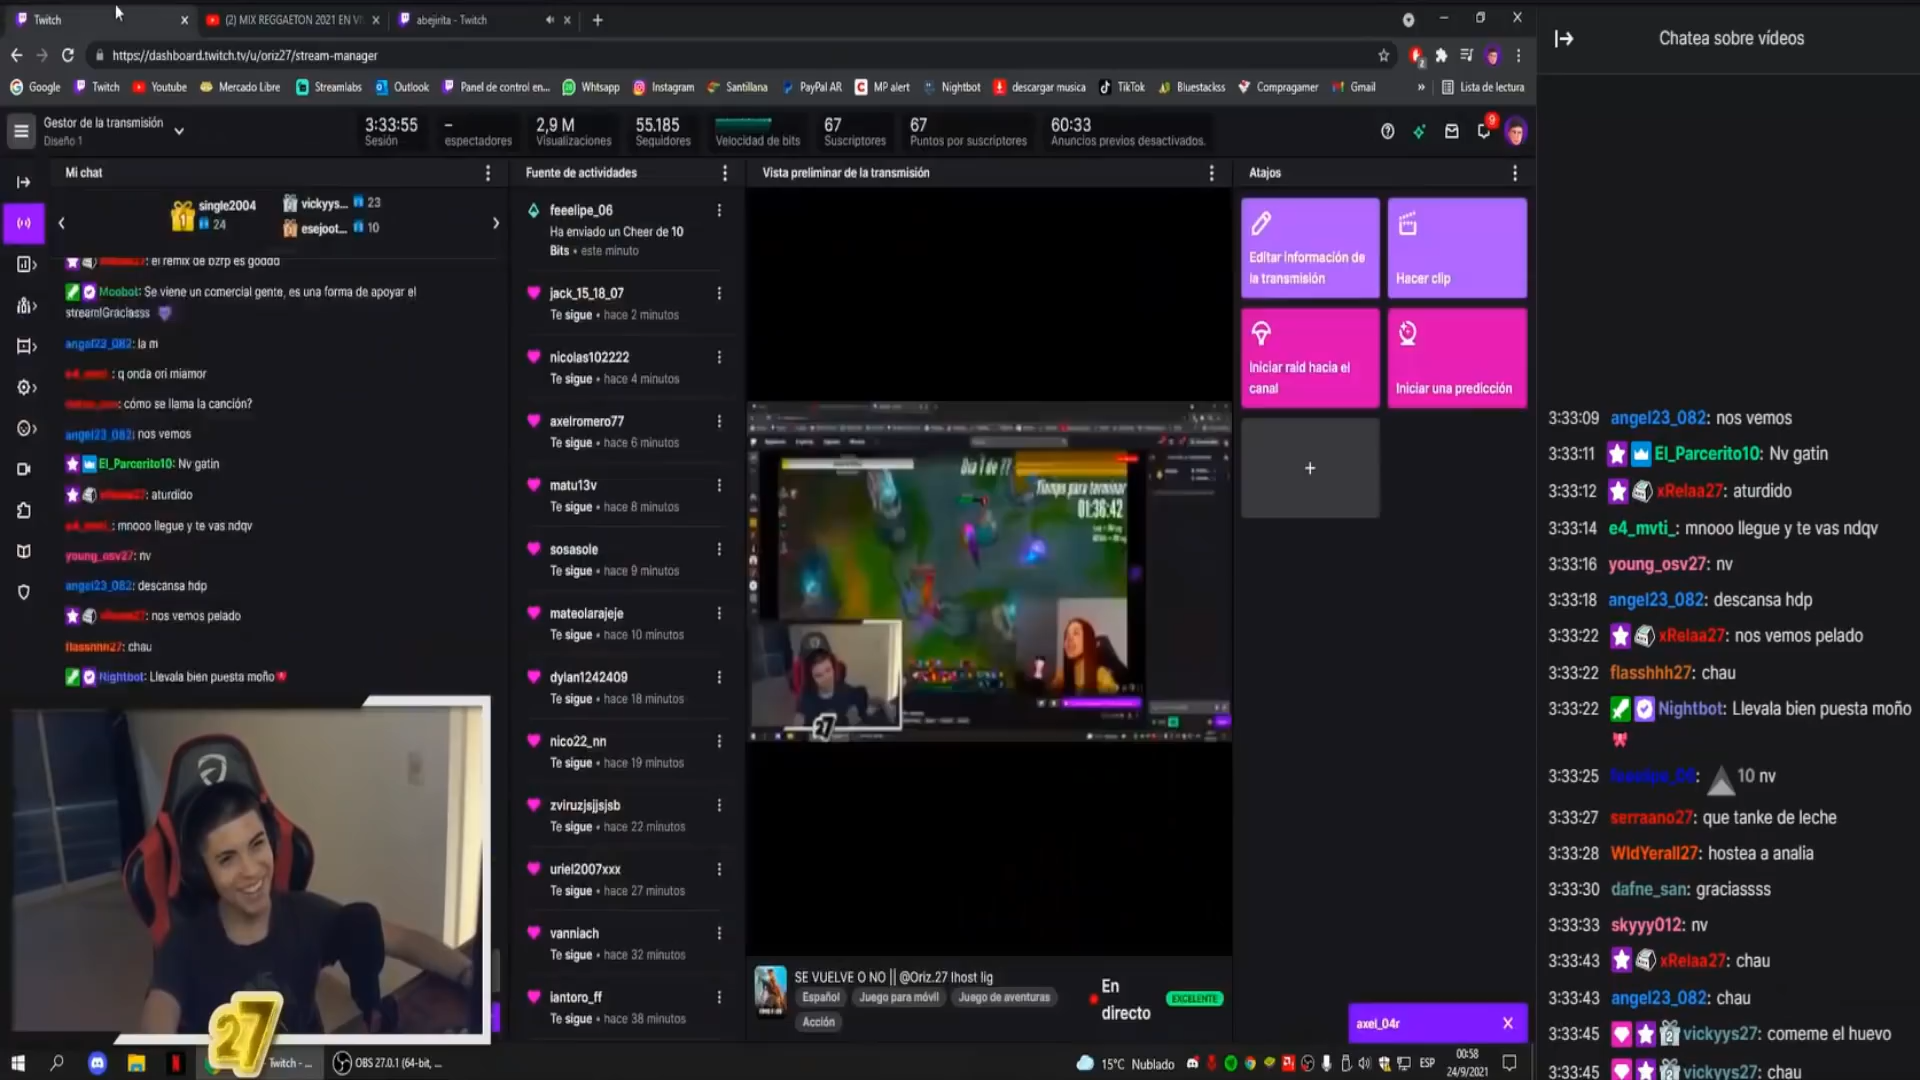 Twitch
(2) MIX REGGAETON 2021 EN VI
abejirita - Twitch
https://dashboard.twitch.tv/u/oriz27/stream-manager
Google
Twitch
Youtube
Mercado Libre
Streamlabs
Outlook
Panel de control en...
Whtsapp
Instagram
Santillana
PayPal AR
MP alert
Nightbot
descargar musica
TikTok
Bluestackss
Compragamer
Gmail
»
Lista de lectura
Gestor de la transmisión
Diseño 1
3:33:55
Sesión
–
espectadores
2,9 M
Visualizaciones
55.185
Seguidores
Velocidad de bits
67
Suscriptores
67
Puntos por suscriptores
60:33
Anuncios previos desactivados.
9
Mi chat
single2004
24
vickyys... 23
esejoot... 10
: el remix de bzrp es goddd
Moobot: Se viene un comercial gente, es una forma de apoyar el
stream!Graciasss
angel23_082: la m
: q onda ori miamor
: cómo se llama la canción?
angel23_082: nos vemos
El_Parcerito10: Nv gatin
: aturdido
e4_mvti_: mnooo llegue y te vas ndqv
young_osv27: nv
angel23_082: descansa hdp
: nos vemos pelado
flasshhh27: chau
Nightbot: Llevala bien puesta moño
27
Fuente de actividades
feeelipe_06
Ha enviado un Cheer de 10
Bits • este minuto
jack_15_18_07
Te sigue • hace 2 minutos
nicolas102222
Te sigue • hace 4 minutos
axelromero77
Te sigue • hace 6 minutos
matu13v
Te sigue • hace 8 minutos
sosasole
Te sigue • hace 9 minutos
mateolarajeje
Te sigue • hace 10 minutos
dylan1242409
Te sigue • hace 18 minutos
nico22_nn
Te sigue • hace 19 minutos
zviruzjsjjsjsb
Te sigue • hace 22 minutos
uriel2007xxx
Te sigue • hace 27 minutos
vanniach
Te sigue • hace 32 minutos
iantoro_ff
Te sigue • hace 38 minutos
Vista preliminar de la transmisión
Dia 1 de ??
Tiempo para terminar
01:36:42
27
SE VUELVE O NO || @Oriz.27 !host !ig
Español
Juego para móvil
Juego de aventuras
Acción
En
directo
EXCELENTE
Atajos
Editar información de
la transmisión
Hacer clip
Iniciar raid hacia el
canal
Iniciar una predicción
+
axel_04r
Chatea sobre vídeos
3:33:09 angel23_082: nos vemos
3:33:11 El_Parcerito10: Nv gatin
3:33:12 xRelaa27: aturdido
3:33:14 e4_mvti_: mnooo llegue y te vas ndqv
3:33:16 young_osv27: nv
3:33:18 angel23_082: descansa hdp
3:33:22 xRelaa27: nos vemos pelado
3:33:22 flasshhh27: chau
3:33:22 Nightbot: Llevala bien puesta moño
3:33:25 feeelipe_06: 10 nv
3:33:27 serraano27: que tanke de leche
3:33:28 WldYerall27: hostea a analia
3:33:30 dafne_san: graciassss
3:33:33 skyyy012: nv
3:33:43 xRelaa27: chau
3:33:43 angel23_082: chau
3:33:45 vickyys27: comeme el huevo
3:33:45 vickyys27: chau
Twitch - ...
OBS 27.0.1 (64-bit, ...
15°C Nublado
ESP
00:58
24/9/2021